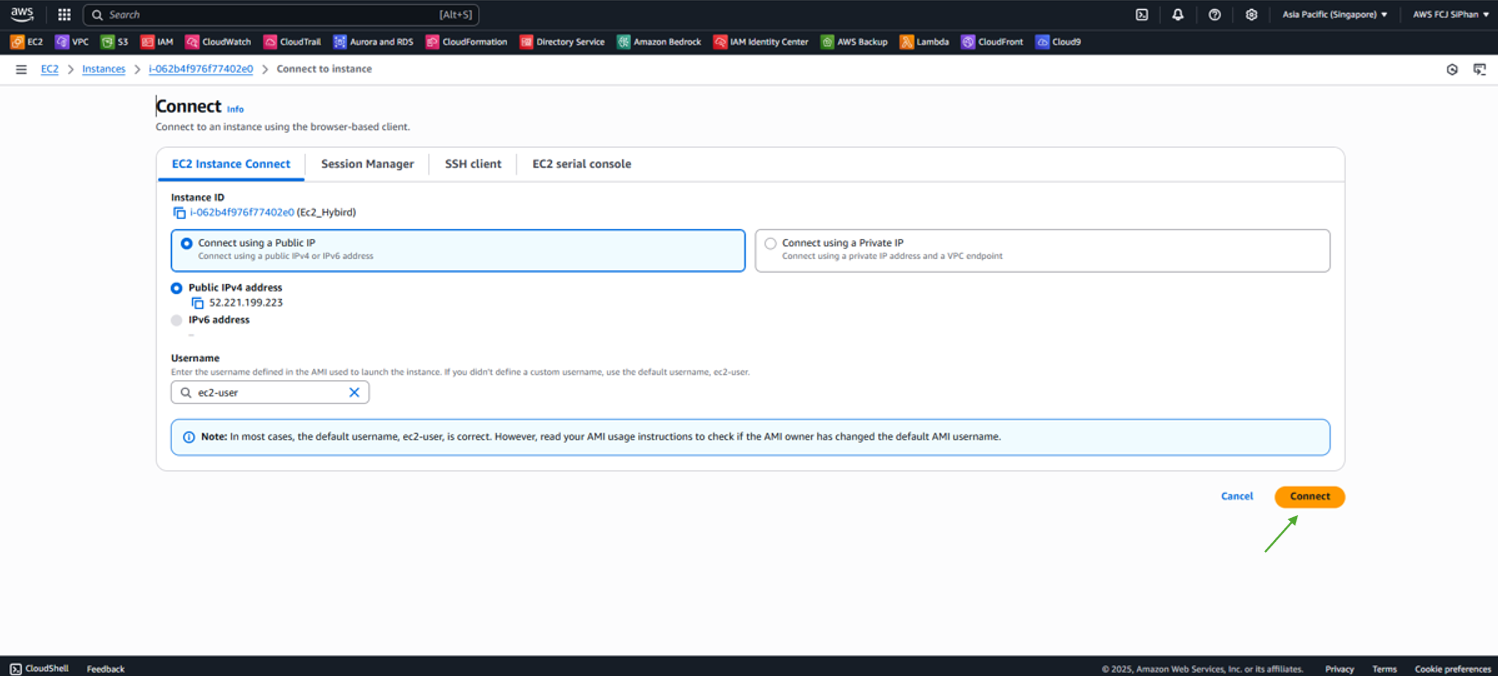 aws Search [Alt+S] Asia Pacific (Singapore) AWS FCJ SiPhan
EC2 VPC S3 IAM CloudWatch CloudTrail Aurora and RDS CloudFormation Directory Service Amazon Bedrock IAM Identity Center AWS Backup Lambda CloudFront Cloud9
EC2 > Instances > i-062b4f976f77402e0 > Connect to instance
Connect Info
Connect to an instance using the browser-based client.
EC2 Instance Connect Session Manager SSH client EC2 serial console
Instance ID
i-062b4f976f77402e0 (Ec2_Hybird)
Connect using a Public IP
Connect using a public IPv4 or IPv6 address
Connect using a Private IP
Connect using a private IP address and a VPC endpoint
Public IPv4 address
52.221.199.223
IPv6 address
–
Username
Enter the username defined in the AMI used to launch the instance. If you didn't define a custom username, use the default username, ec2-user.
ec2-user
Note: In most cases, the default username, ec2-user, is correct. However, read your AMI usage instructions to check if the AMI owner has changed the default AMI username.
Cancel Connect
CloudShell Feedback © 2025, Amazon Web Services, Inc. or its affiliates. Privacy Terms Cookie preferences